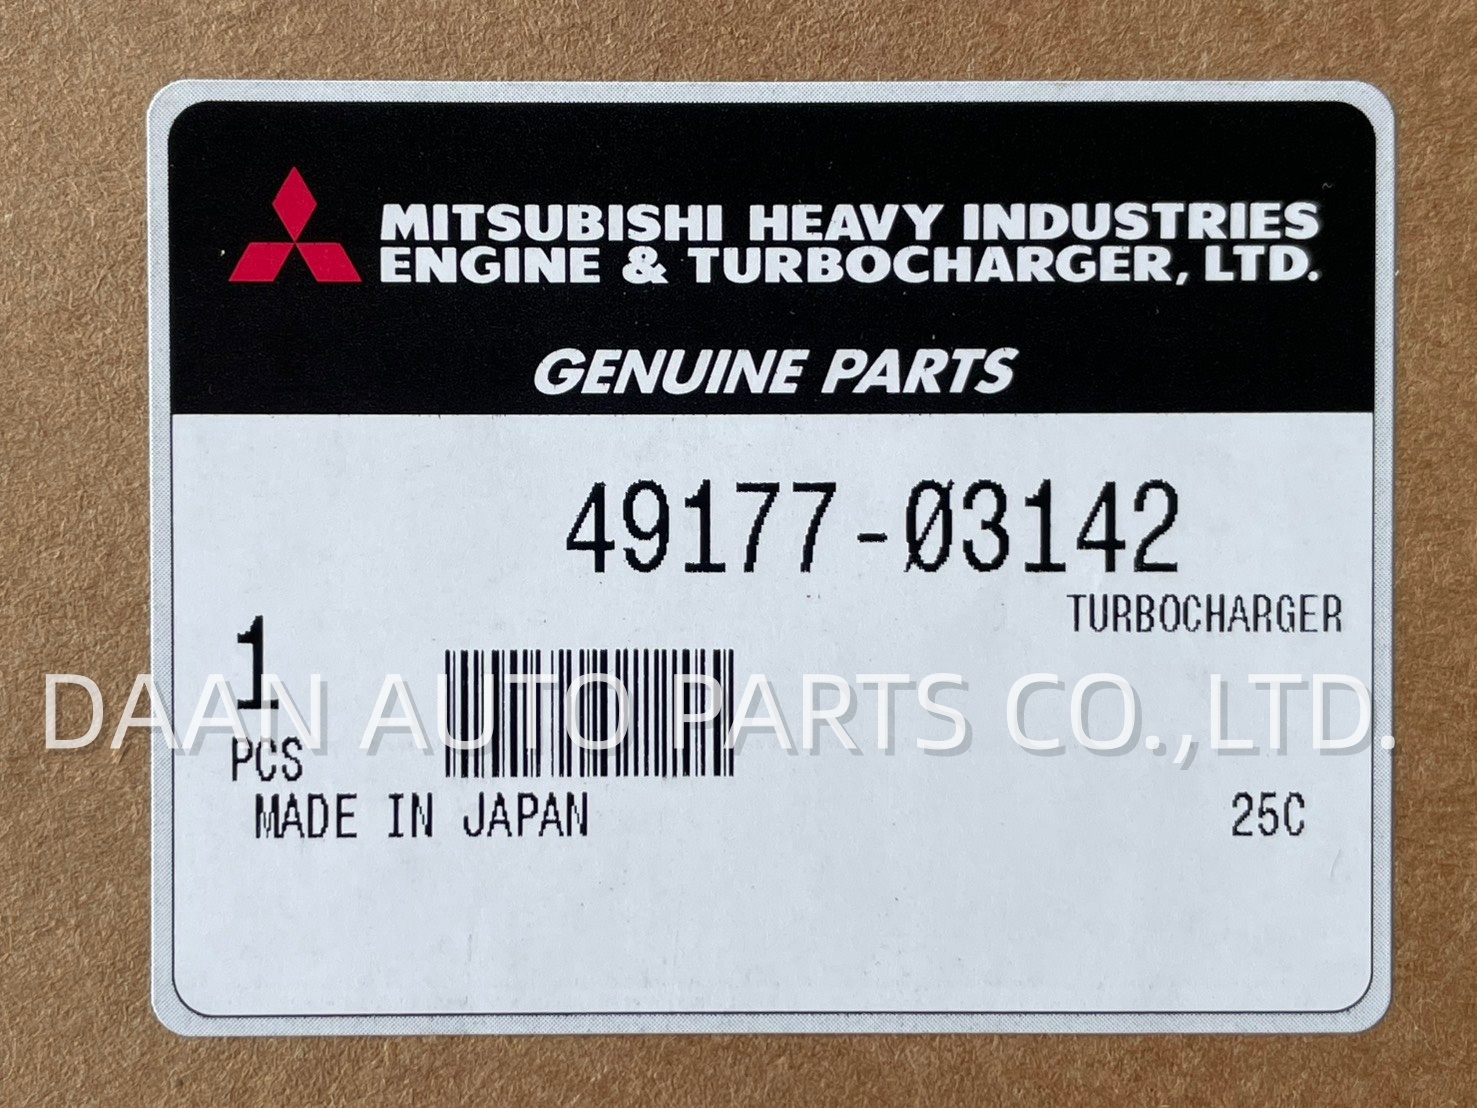 MITSUBISHI HEAVY INDUSTRIES
ENGINE & TURBOCHARGER, LTD.
GENUINE PARTS
49177-03142
TURBOCHARGER
1
DAAN AUTO PARTS CO.,LTD.
PCS
MADE IN JAPAN
25C